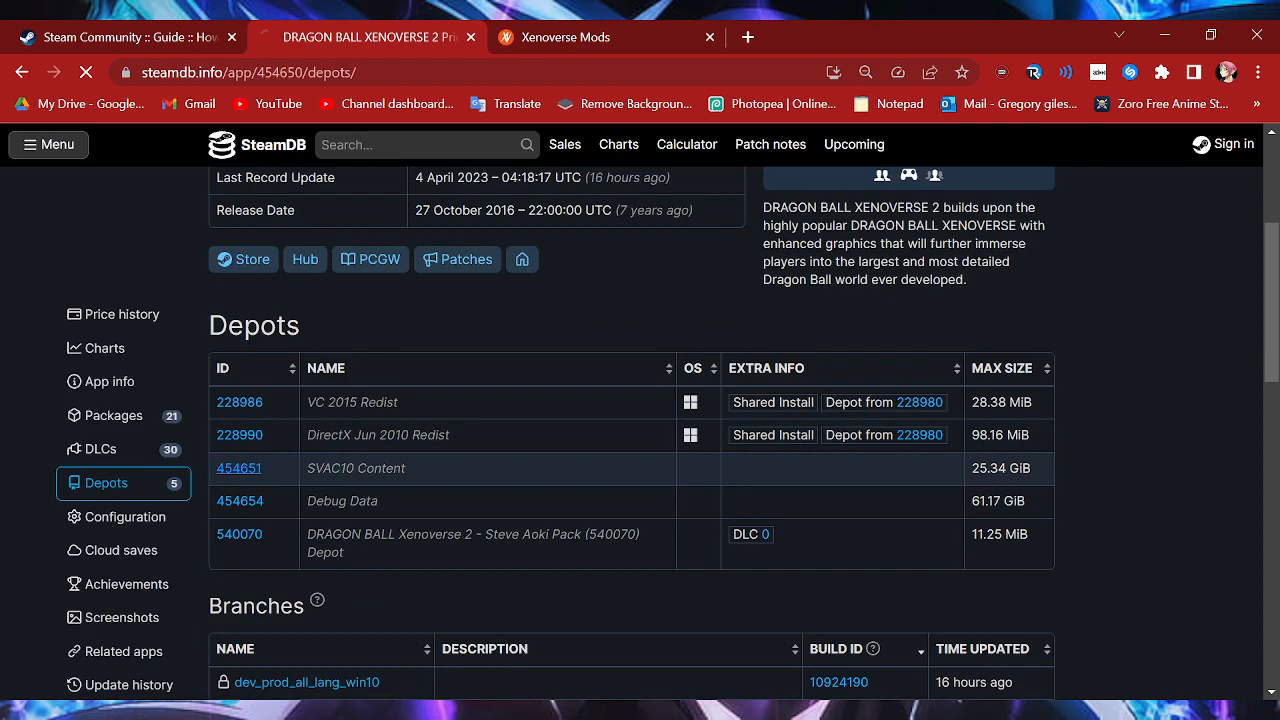 Steam Community :: Guide :: Hov
DRAGON BALL XENOVERSE 2 Pri
Xenoverse Mods
steamdb.info/app/454650/depots/
My Drive - Google...
Gmail
YouTube
Channel dashboard...
Translate
Remove Background...
Photopea | Online...
Notepad
Mail - Gregory giles...
Zoro Free Anime St...
»
Menu
SteamDB
Search...
Sales
Charts
Calculator
Patch notes
Upcoming
Sign in
Last Record Update
4 April 2023 – 04:18:17 UTC (16 hours ago)
Release Date
27 October 2016 – 22:00:00 UTC (7 years ago)
Store
Hub
PCGW
Patches
DRAGON BALL XENOVERSE 2 builds upon the
highly popular DRAGON BALL XENOVERSE with
enhanced graphics that will further immerse
players into the largest and most detailed
Dragon Ball world ever developed.
Price history
Charts
App info
Packages 21
DLCs 30
Depots 5
Configuration
Cloud saves
Achievements
Screenshots
Related apps
Update history
Depots
ID NAME OS EXTRA INFO MAX SIZE
228986 VC 2015 Redist Shared Install Depot from 228980 28.38 MiB
228990 DirectX Jun 2010 Redist Shared Install Depot from 228980 98.16 MiB
454651 SVAC10 Content 25.34 GiB
454654 Debug Data 61.17 GiB
540070 DRAGON BALL Xenoverse 2 - Steve Aoki Pack (540070) DLC 0 11.25 MiB
Depot
Branches ?
NAME DESCRIPTION BUILD ID ? TIME UPDATED
dev_prod_all_lang_win10 10924190 16 hours ago